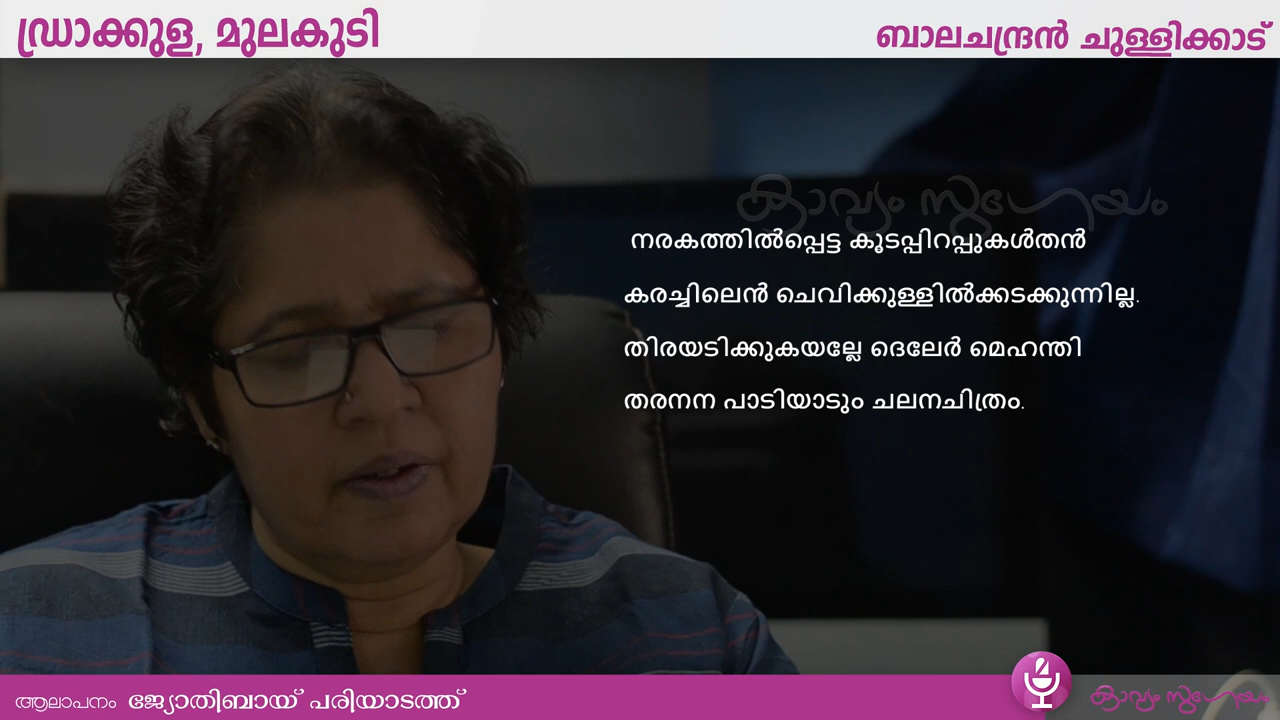 ഡ്രാക്കുള, മുലകുടി
ബാലചന്ദ്രൻ ചുള്ളിക്കാട്
കാവ്യം സുഗേയം
നരകത്തിൽപ്പെട്ട കൂടപ്പിറപ്പുകൾതൻ
കരച്ചിലെൻ ചെവിക്കുള്ളിൽക്കടക്കുന്നില്ല.
തിരയടിക്കുകയല്ലേ ദെലേർ മെഹന്തി
തരനന പാടിയാടും ചലനചിത്രം.
ആലാപനം ജ്യോതിബായ് പരിയാടത്ത്
കാവ്യം സുഗേയം